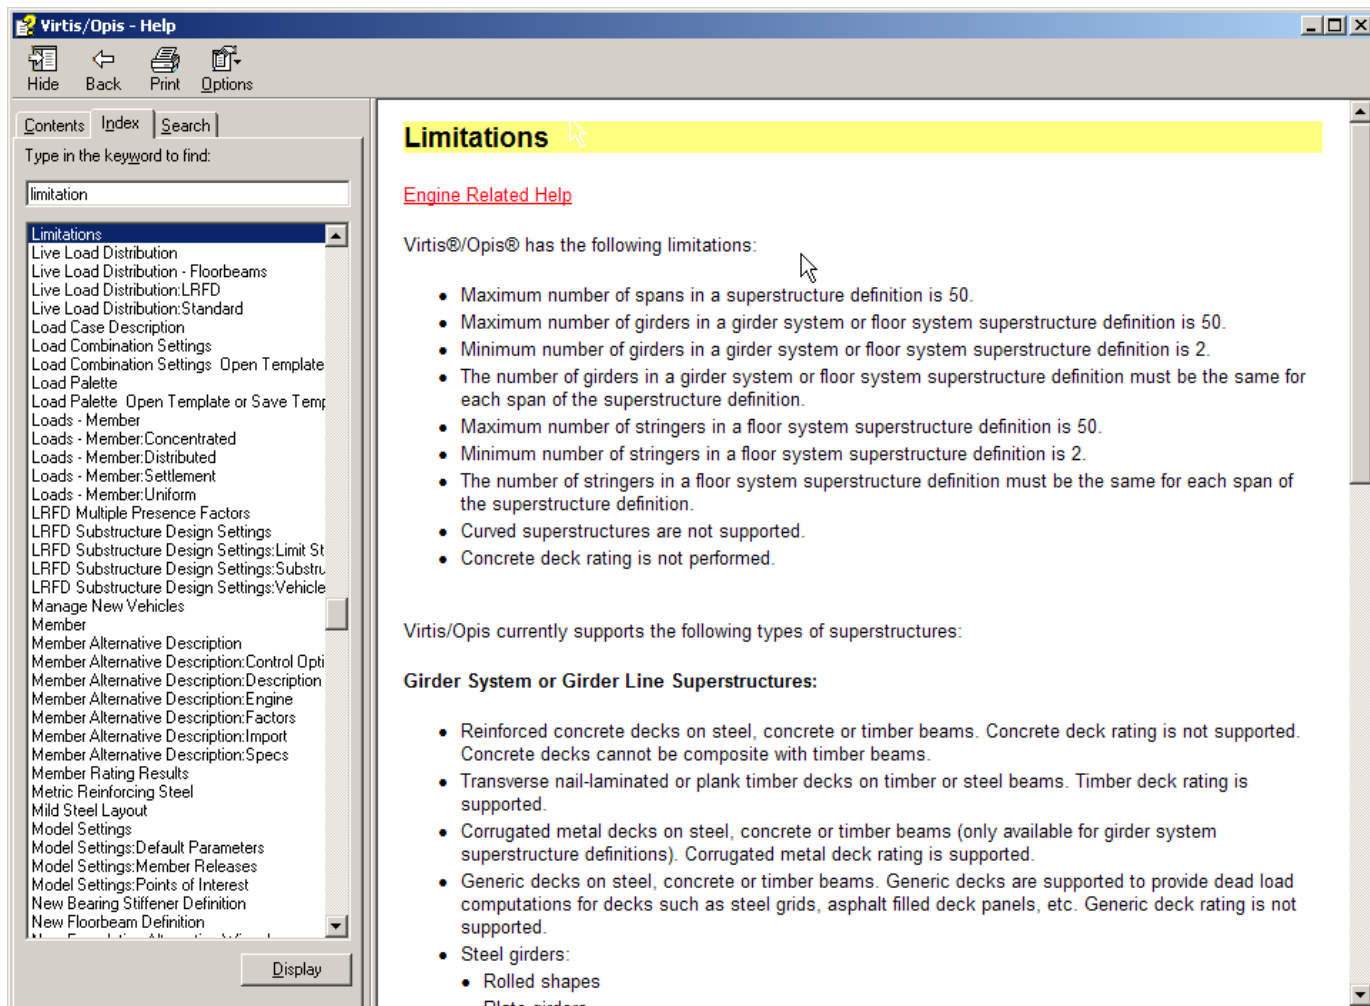 Virtis/Opis - Help
Hide Back Print Options
Contents Index Search
Type in the keyword to find:
limitation
Limitations
Live Load Distribution
Live Load Distribution - Floorbeams
Live Load Distribution:LRFD
Live Load Distribution:Standard
Load Case Description
Load Combination Settings
Load Combination Settings Open Template
Load Palette
Load Palette Open Template or Save Temp
Loads - Member
Loads - Member:Concentrated
Loads - Member:Distributed
Loads - Member:Settlement
Loads - Member:Uniform
LRFD Multiple Presence Factors
LRFD Substructure Design Settings
LRFD Substructure Design Settings:Limit St
LRFD Substructure Design Settings:Substru
LRFD Substructure Design Settings:Vehicle
Manage New Vehicles
Member
Member Alternative Description
Member Alternative Description:Control Opti
Member Alternative Description:Description
Member Alternative Description:Engine
Member Alternative Description:Factors
Member Alternative Description:Import
Member Alternative Description:Specs
Member Rating Results
Metric Reinforcing Steel
Mild Steel Layout
Model Settings
Model Settings:Default Parameters
Model Settings:Member Releases
Model Settings:Points of Interest
New Bearing Stiffener Definition
New Floorbeam Definition
Display
Limitations
Engine Related Help
Virtis®/Opis® has the following limitations:
• Maximum number of spans in a superstructure definition is 50.
• Maximum number of girders in a girder system or floor system superstructure definition is 50.
• Minimum number of girders in a girder system or floor system superstructure definition is 2.
• The number of girders in a girder system or floor system superstructure definition must be the same for
each span of the superstructure definition.
• Maximum number of stringers in a floor system superstructure definition is 50.
• Minimum number of stringers in a floor system superstructure definition is 2.
• The number of stringers in a floor system superstructure definition must be the same for each span of
the superstructure definition.
• Curved superstructures are not supported.
• Concrete deck rating is not performed.
Virtis/Opis currently supports the following types of superstructures:
Girder System or Girder Line Superstructures:
• Reinforced concrete decks on steel, concrete or timber beams. Concrete deck rating is not supported.
Concrete decks cannot be composite with timber beams.
• Transverse nail-laminated or plank timber decks on timber or steel beams. Timber deck rating is
supported.
• Corrugated metal decks on steel, concrete or timber beams (only available for girder system
superstructure definitions). Corrugated metal deck rating is supported.
• Generic decks on steel, concrete or timber beams. Generic decks are supported to provide dead load
computations for decks such as steel grids, asphalt filled deck panels, etc. Generic deck rating is not
supported.
• Steel girders:
• Rolled shapes
Plate girders